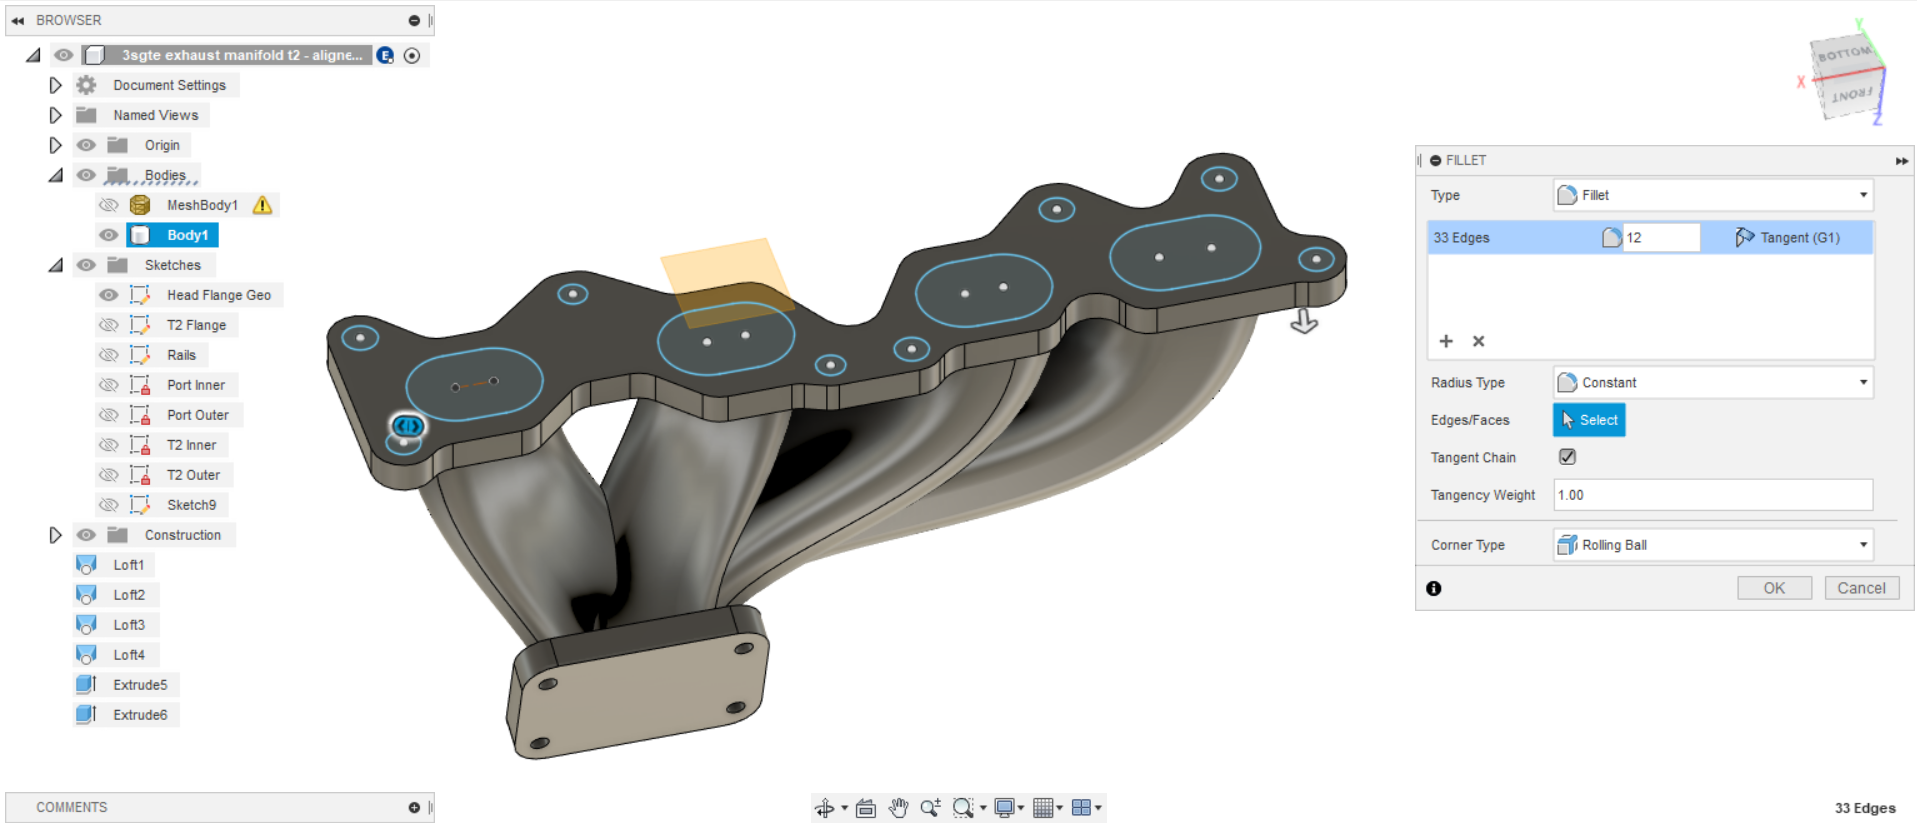 BROWSER
3sgte exhaust manifold t2 - aligne...
E
Document Settings
Named Views
Origin
Bodies
MeshBody1
Body1
Sketches
Head Flange Geo
T2 Flange
Rails
Port Inner
Port Outer
T2 Inner
T2 Outer
Sketch9
Construction
Loft1
Loft2
Loft3
Loft4
Extrude5
Extrude6
COMMENTS
Y
BOTTOM
X
FRONT
Z
FILLET
Type Fillet
33 Edges 12 Tangent (G1)
Radius Type Constant
Edges/Faces Select
Tangent Chain
Tangency Weight 1.00
Corner Type Rolling Ball
OK Cancel
33 Edges